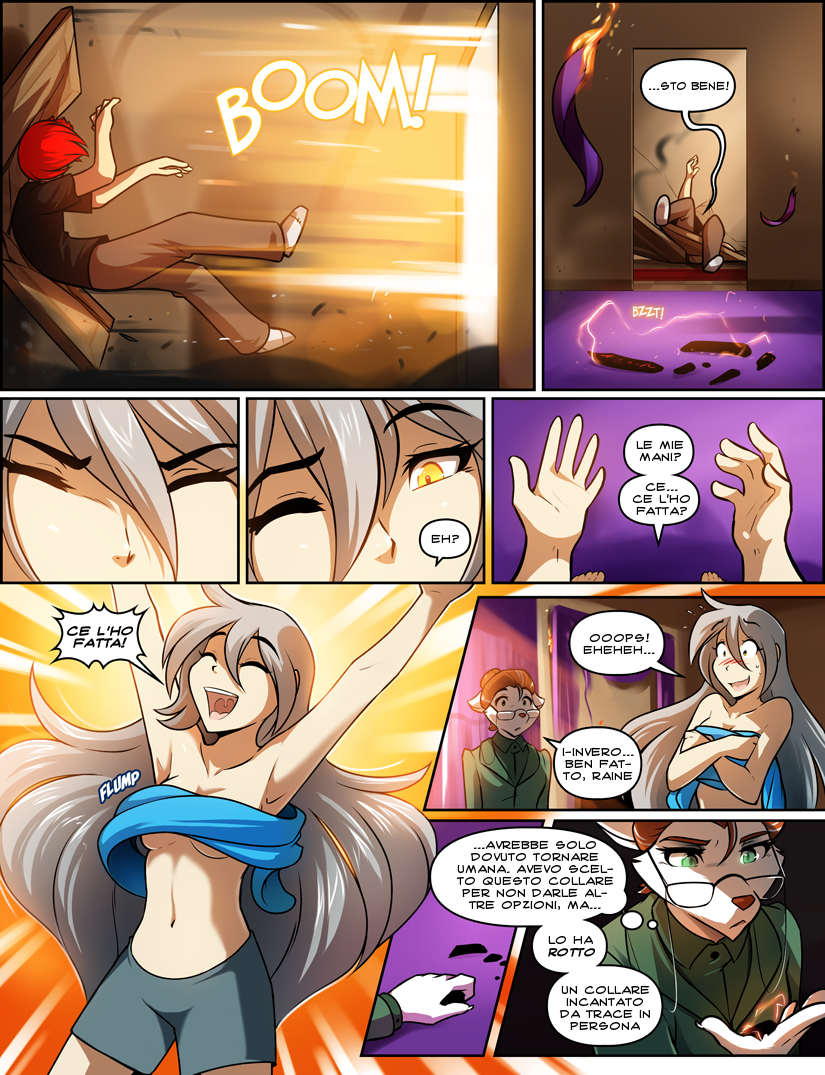 BOOM!
...STO BENE!
BZZT!
EH?
LE MIE
MANI?
CE...
CE L'HO
FATTA?
CE L'HO
FATTA!
FLUMP
OOOPS!
EHEHEH...
I-INVERO...
BEN FAT-
TO, RAINE
...AVREBBE SOLO
DOVUTO TORNARE
UMANA. AVEVO SCEL-
TO QUESTO COLLARE
PER NON DARLE AL-
TRE OPZIONI, MA...
LO HA
ROTTO
UN COLLARE
INCANTATO
DA TRACE IN
PERSONA